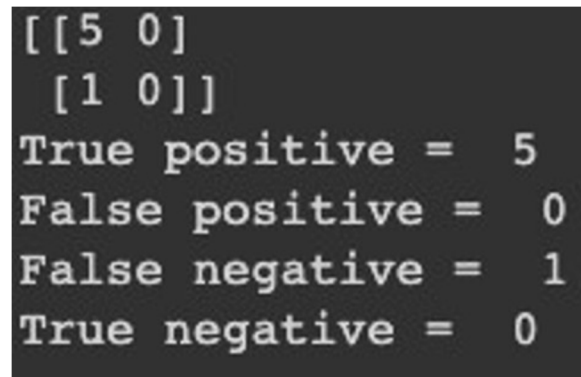 [[5 0]
 [1 0]]
True positive =  5
False positive =  0
False negative =  1
True negative =  0